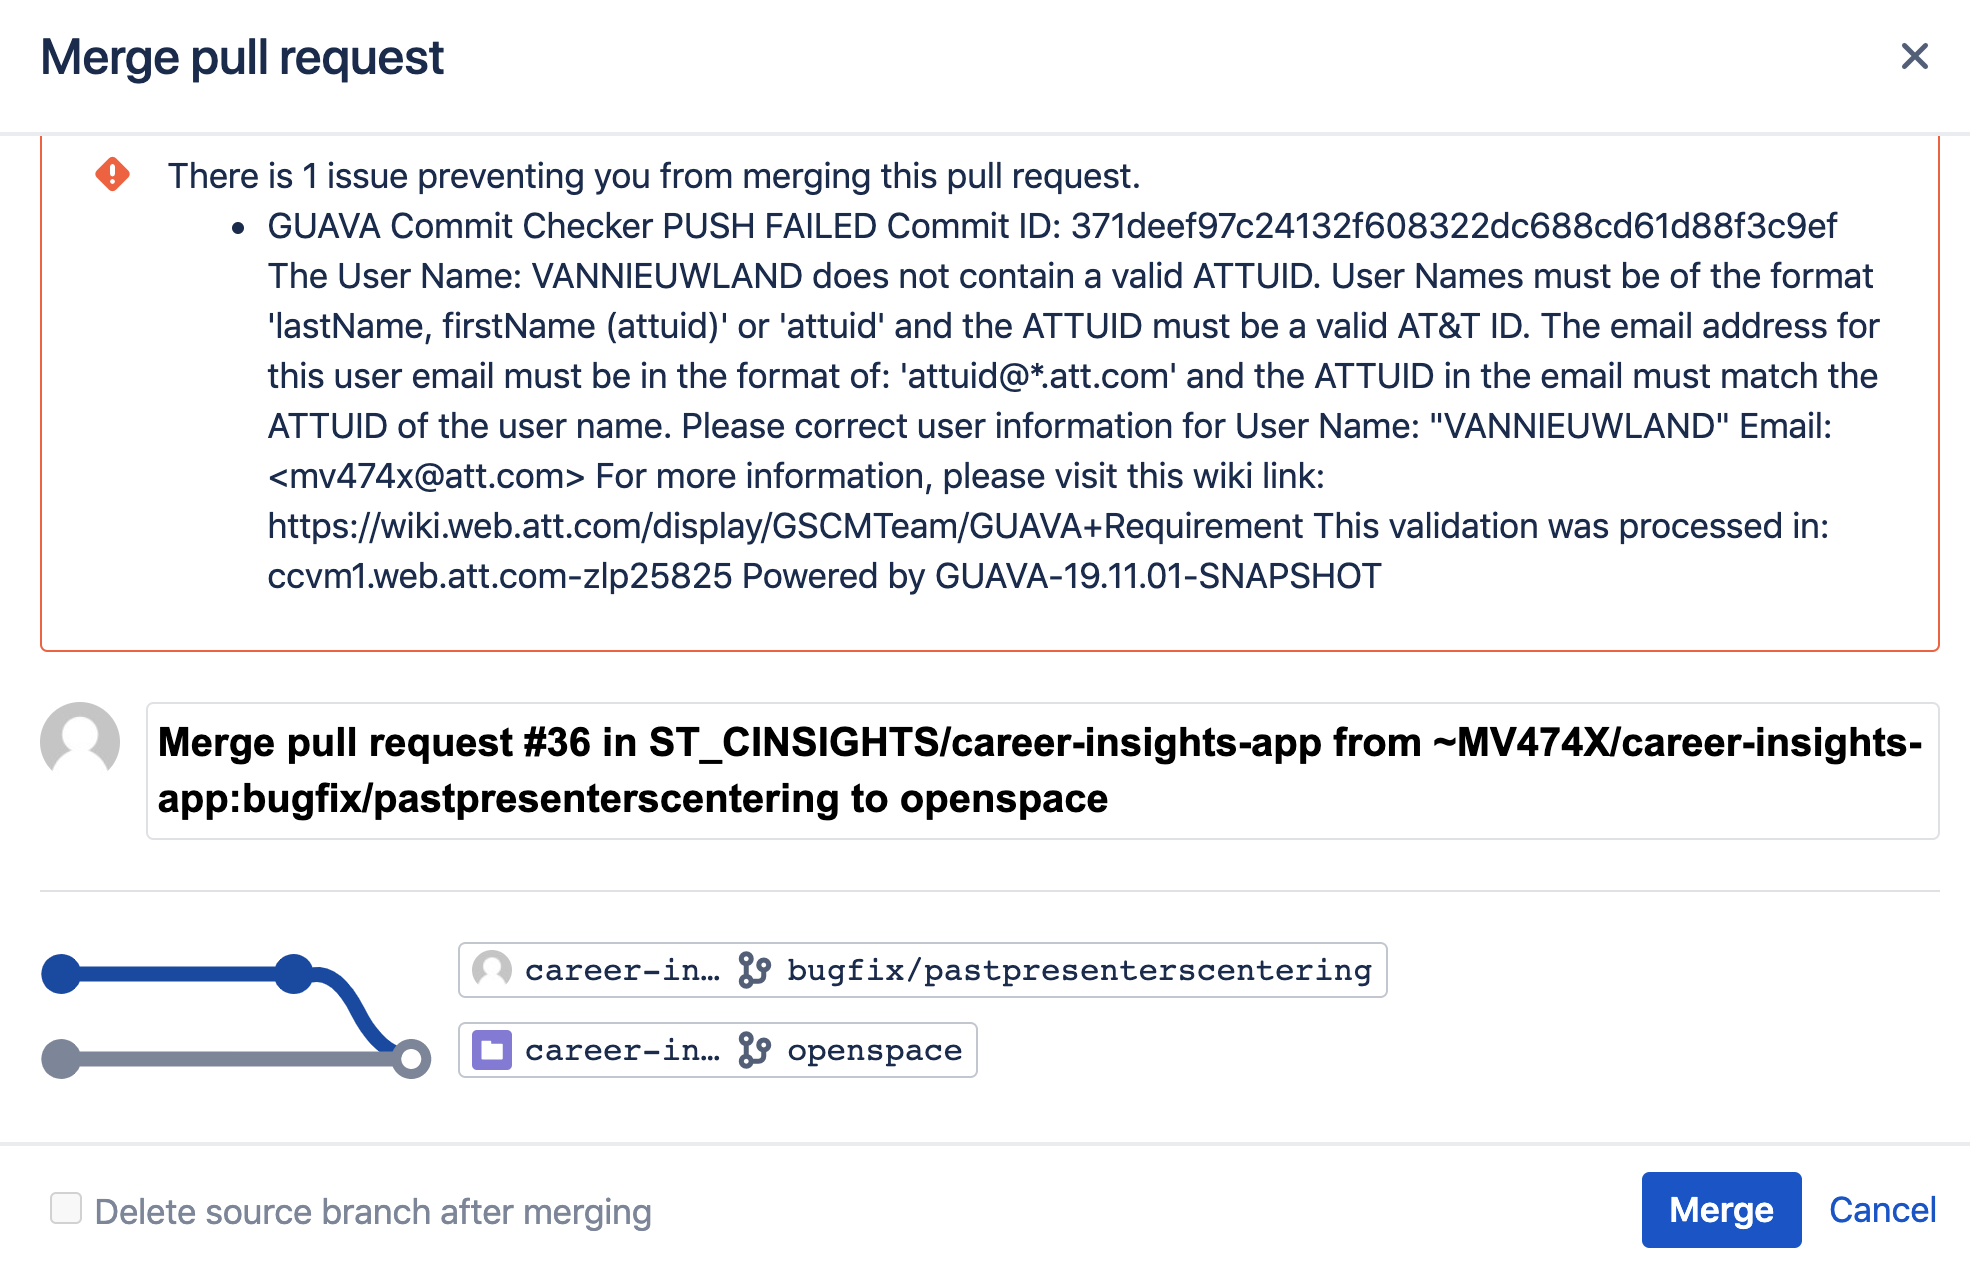 Merge pull request
There is 1 issue preventing you from merging this pull request.
• GUAVA Commit Checker PUSH FAILED Commit ID: 371deef97c24132f608322dc688cd61d88f3c9ef
The User Name: VANNIEUWLAND does not contain a valid ATTUID. User Names must be of the format
'lastName, firstName (attuid)' or 'attuid' and the ATTUID must be a valid AT&T ID. The email address for
this user email must be in the format of: 'attuid@*.att.com' and the ATTUID in the email must match the
ATTUID of the user name. Please correct user information for User Name: "VANNIEUWLAND" Email:
<mv474x@att.com> For more information, please visit this wiki link:
https://wiki.web.att.com/display/GSCMTeam/GUAVA+Requirement This validation was processed in:
ccvm1.web.att.com-zlp25825 Powered by GUAVA-19.11.01-SNAPSHOT
Merge pull request #36 in ST_CINSIGHTS/career-insights-app from ~MV474X/career-insights-
app:bugfix/pastpresenterscentering to openspace
career-in… bugfix/pastpresenterscentering
career-in… openspace
Delete source branch after merging
Merge Cancel